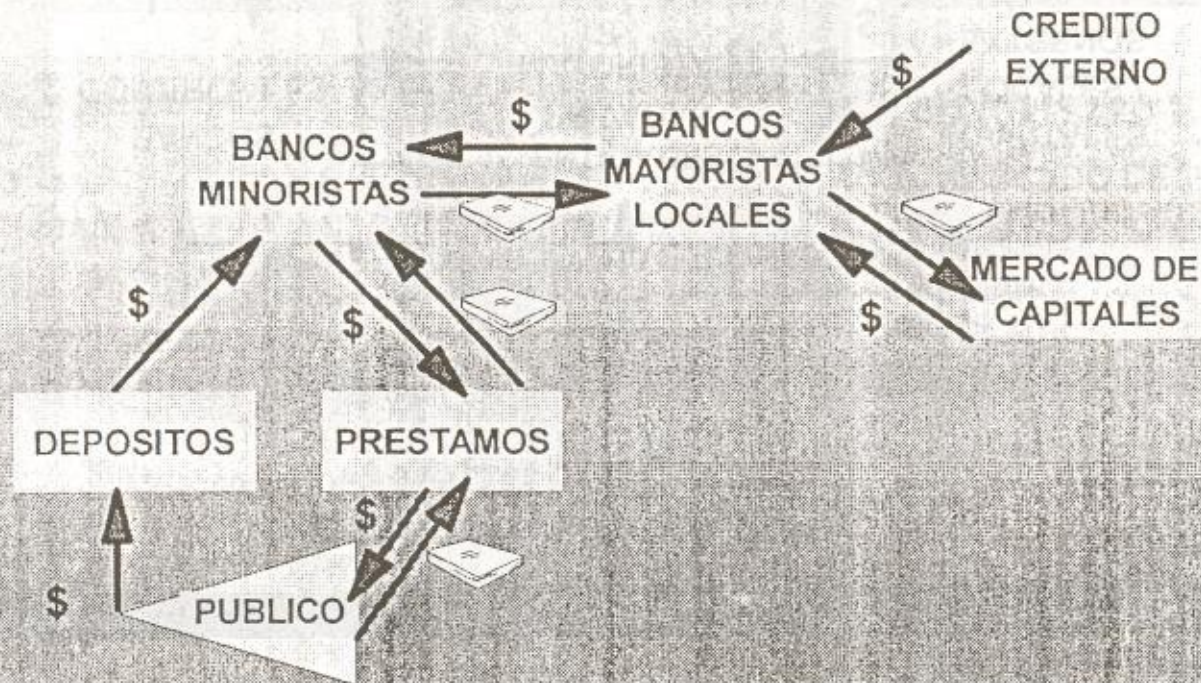 CREDITO
EXTERNO
$
$
BANCOS
MINORISTAS
BANCOS
MAYORISTAS
LOCALES
MERCADO DE
CAPITALES
$
$
$
DEPOSITOS
PRESTAMOS
$
$
PUBLICO